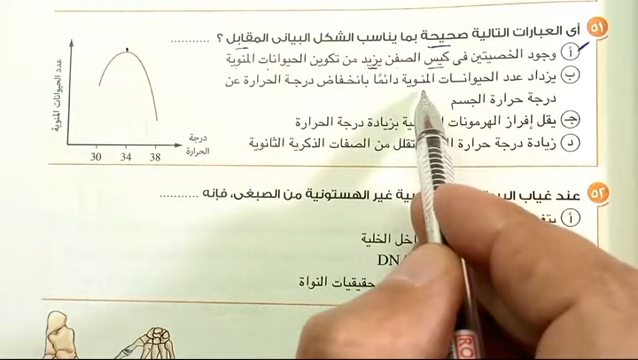 ٥١ أى العبارات التالية صحيحة بما يناسب الشكل البيانى المقابل ؟ ...........
أ وجود الخصيتين فى كيس الصفن يزيد من تكوين الحيوانات المنوية
ب يزداد عدد الحيوانات المنوية دائمًا بانخفاض درجة الحرارة عن
درجة حرارة الجسم
جـ يقل إفراز الهرمونات بزيادة درجة الحرارة
د زيادة درجة حرارة تقلل من الصفات الذكرية الثانوية
عدد الحيوانات المنوية
درجة الحرارة
30 34 38
٥٢ عند غياب غير الهستونية من الصبغى، فإنه ...........
أ
داخل الخلية
DN
حقيقيات النواة